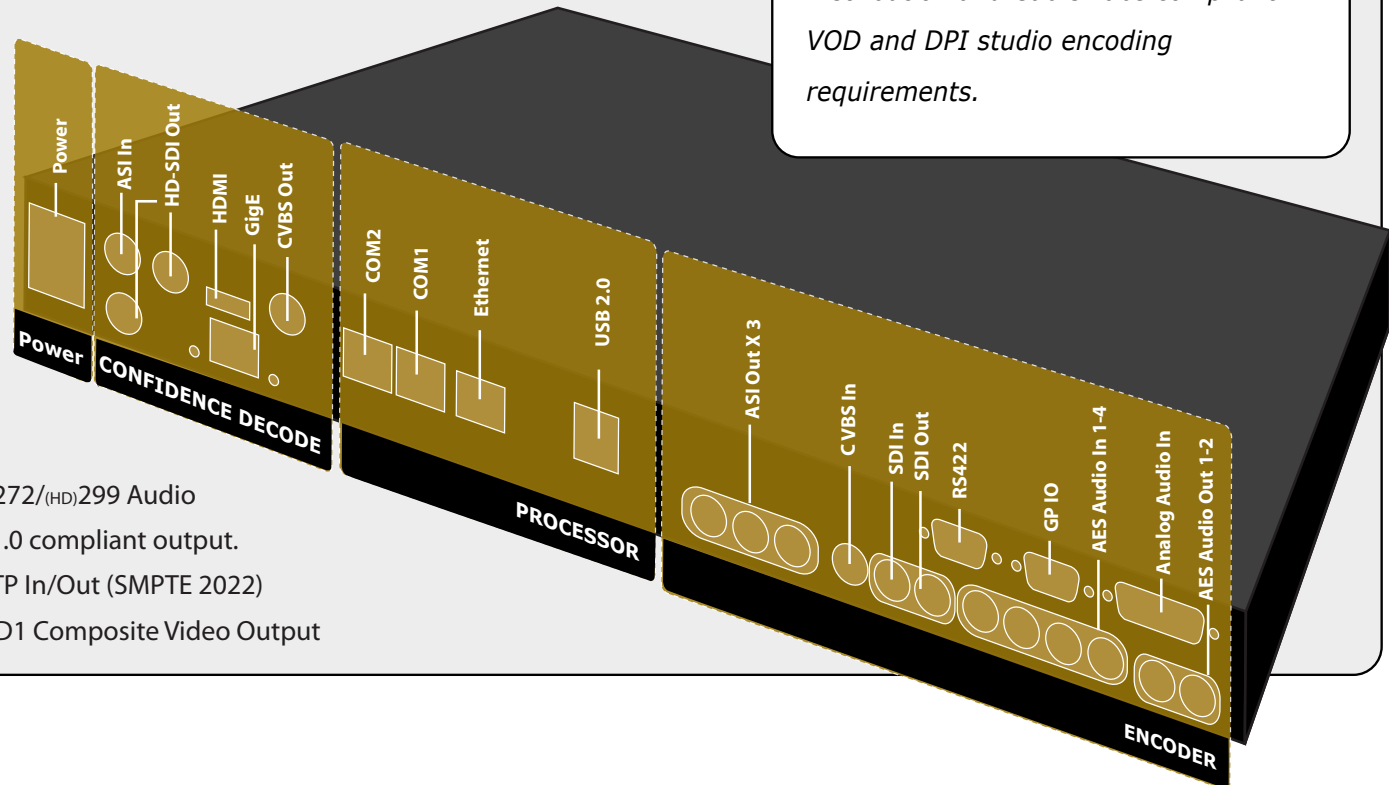 VOD and DPI studio encoding
requirements.
Power
ASI In
HD-SDI Out
HDMI
GigE
CVBS Out
COM2
COM1
Ethernet
USB 2.0
ASI Out X 3
CVBS In
SDI In
SDI Out
RS422
GP IO
AES Audio In 1-4
Analog Audio In
AES Audio Out 1-2
Power
CONFIDENCE DECODE
PROCESSOR
ENCODER
272/(HD)299 Audio
.0 compliant output.
TP In/Out (SMPTE 2022)
D1 Composite Video Output